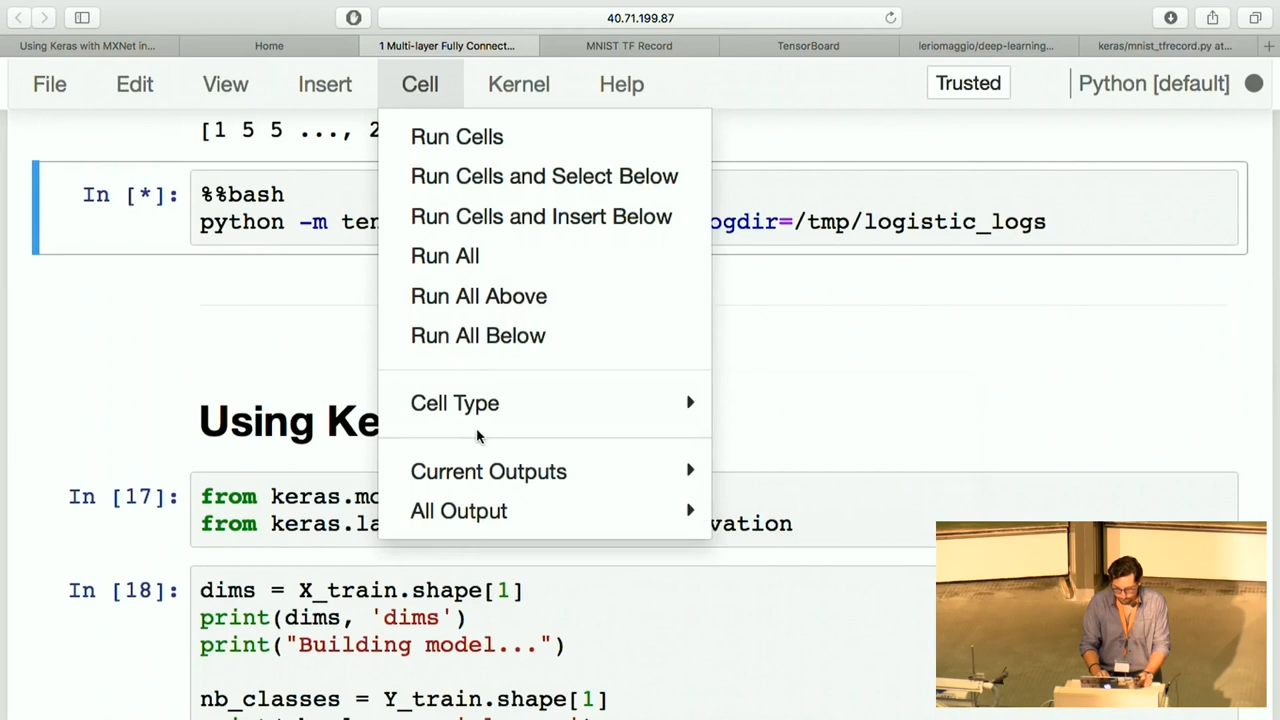 40.71.199.87
Using Keras with MXNet in... Home 1 Multi-layer Fully Connect... MNIST TF Record TensorBoard leriomaggio/deep-learning... keras/mnist_tfrecord.py at...
File Edit View Insert Cell Kernel Help Trusted Python [default]
[1 5 5 ..., 2
Run Cells
Run Cells and Select Below
Run Cells and Insert Below
Run All
Run All Above
Run All Below
Cell Type
Current Outputs
All Output
In [*]: %%bash
python -m ten ogdir=/tmp/logistic_logs
Using Ke
In [17]: from keras.mo
from keras.la vation
In [18]: dims = X_train.shape[1]
print(dims, 'dims')
print("Building model...")
nb_classes = Y_train.shape[1]